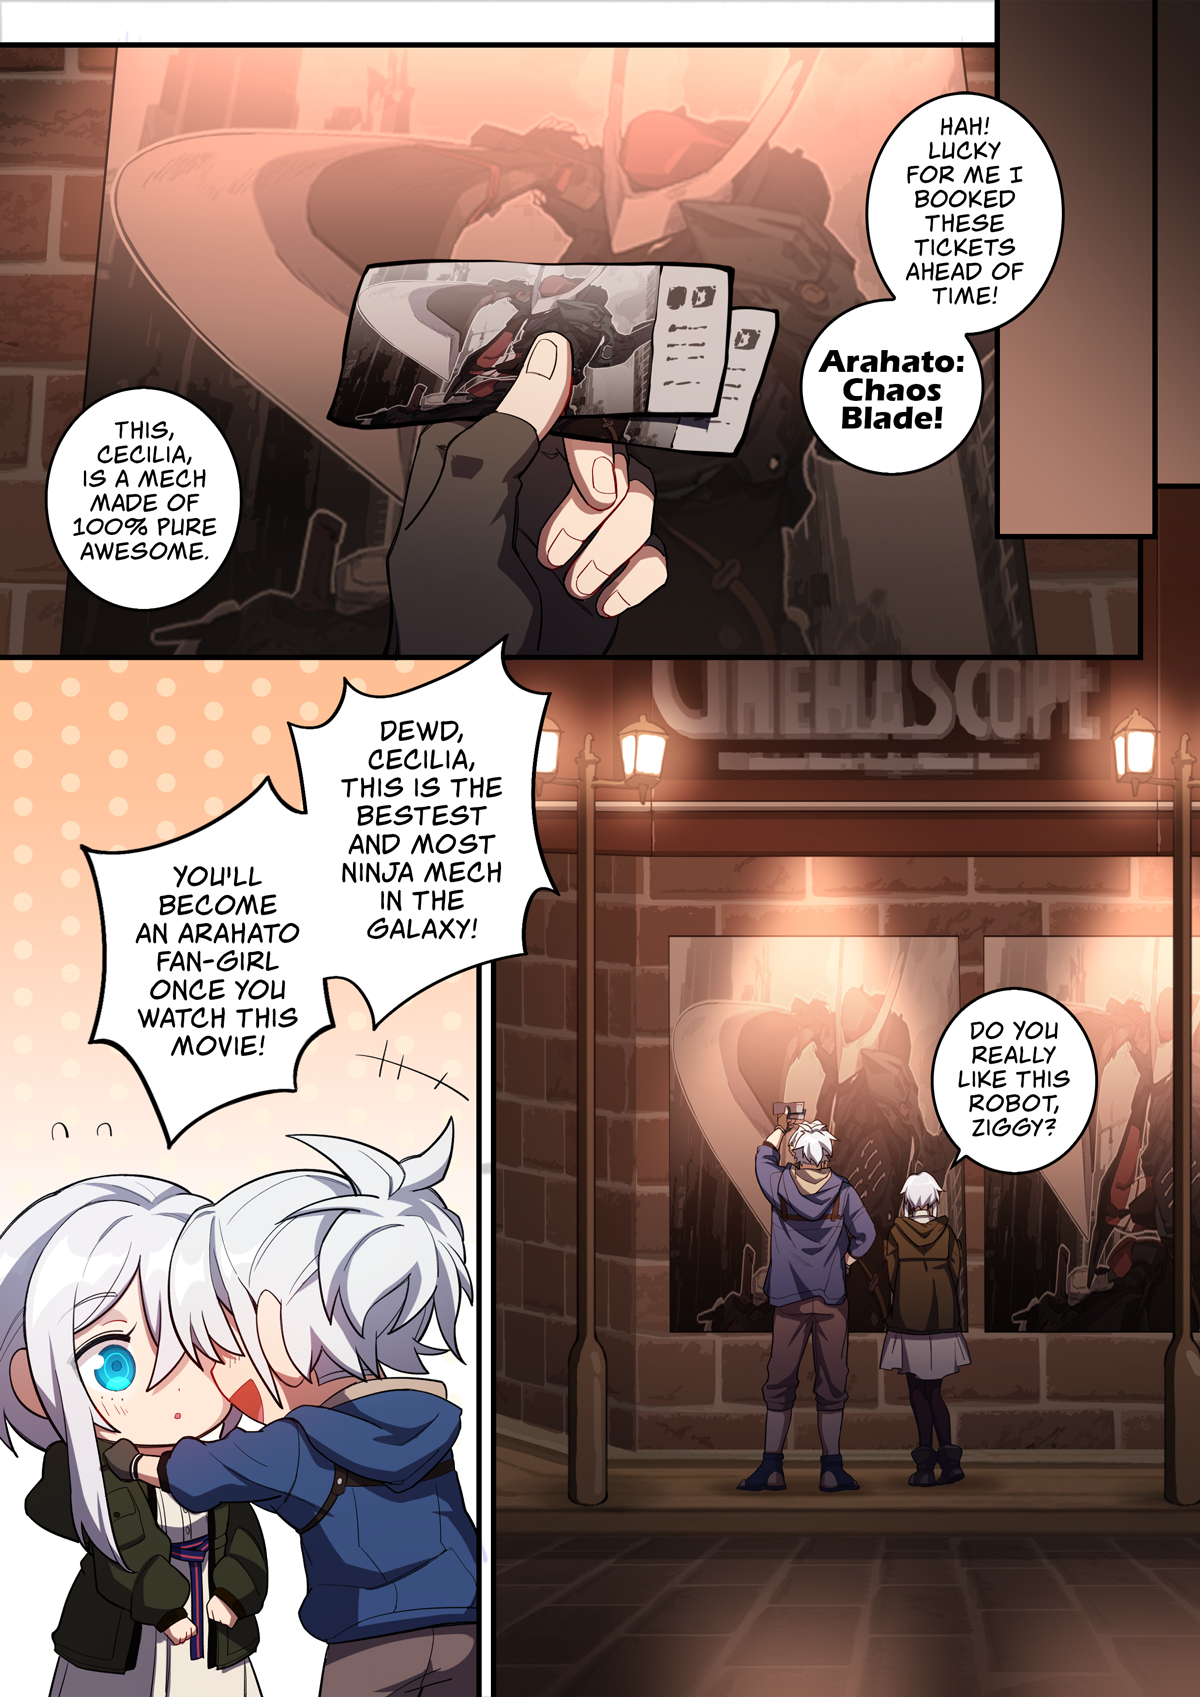 HAH!
LUCKY
FOR ME I
BOOKED
THESE
TICKETS
AHEAD OF
TIME!
Arahato:
Chaos
Blade!
THIS,
CECILIA,
IS A MECH
MADE OF
100% PURE
AWESOME.
CINEMASCOPE
DO YOU
REALLY
LIKE THIS
ROBOT,
ZIGGY?
DEWD,
CECILIA,
THIS IS THE
BESTEST
AND MOST
NINJA MECH
IN THE
GALAXY!
YOU'LL
BECOME
AN ARAHATO
FAN-GIRL
ONCE YOU
WATCH THIS
MOVIE!